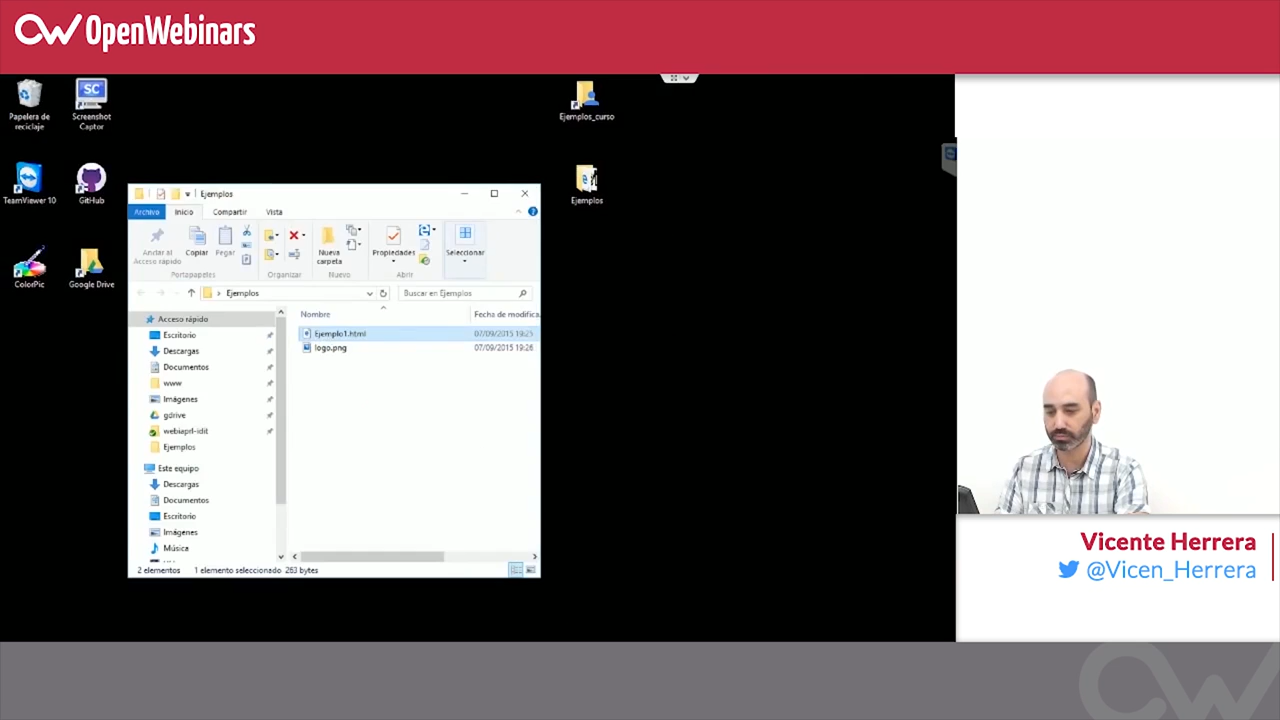 OpenWebinars
Papelera de
reciclaje
Screenshot
Captor
Ejemplos_curso
TeamViewer 10
GitHub
Ejemplos
ColorPic
Google Drive
Ejemplos
Archivo
Inicio
Compartir
Vista
Anclar al
Acceso rápido
Copiar
Pegar
Nueva
carpeta
Propiedades
Seleccionar
Portapapeles
Organizar
Nuevo
Abrir
Ejemplos
Buscar en Ejemplos
Nombre
Fecha de modifica
Acceso rápido
Escritorio
Descargas
Documentos
www
Imágenes
gdrive
webiaprl-idit
Ejemplos
Este equipo
Descargas
Documentos
Escritorio
Imágenes
Música
Ejemplo1.html
07/09/2015 19:23
logo.png
07/09/2015 19:26
2 elementos
1 elemento seleccionado 263 bytes
Vicente Herrera
@Vicen_Herrera